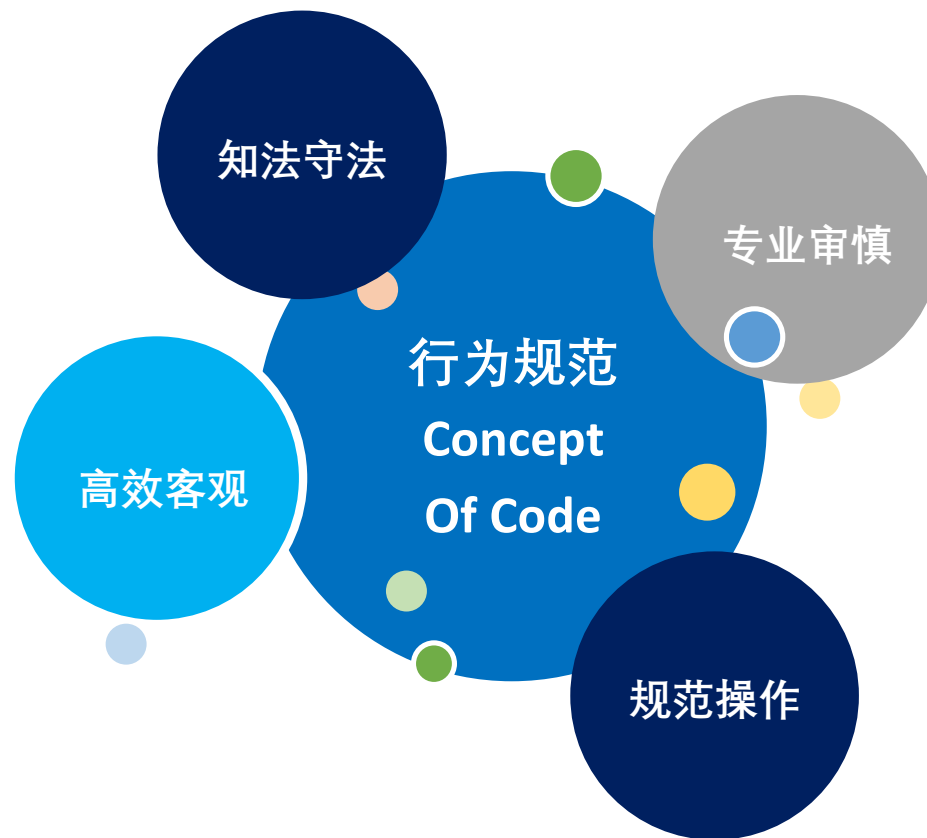 知法守法
专业审慎
行为规范
Concept
Of Code
高效客观
规范操作